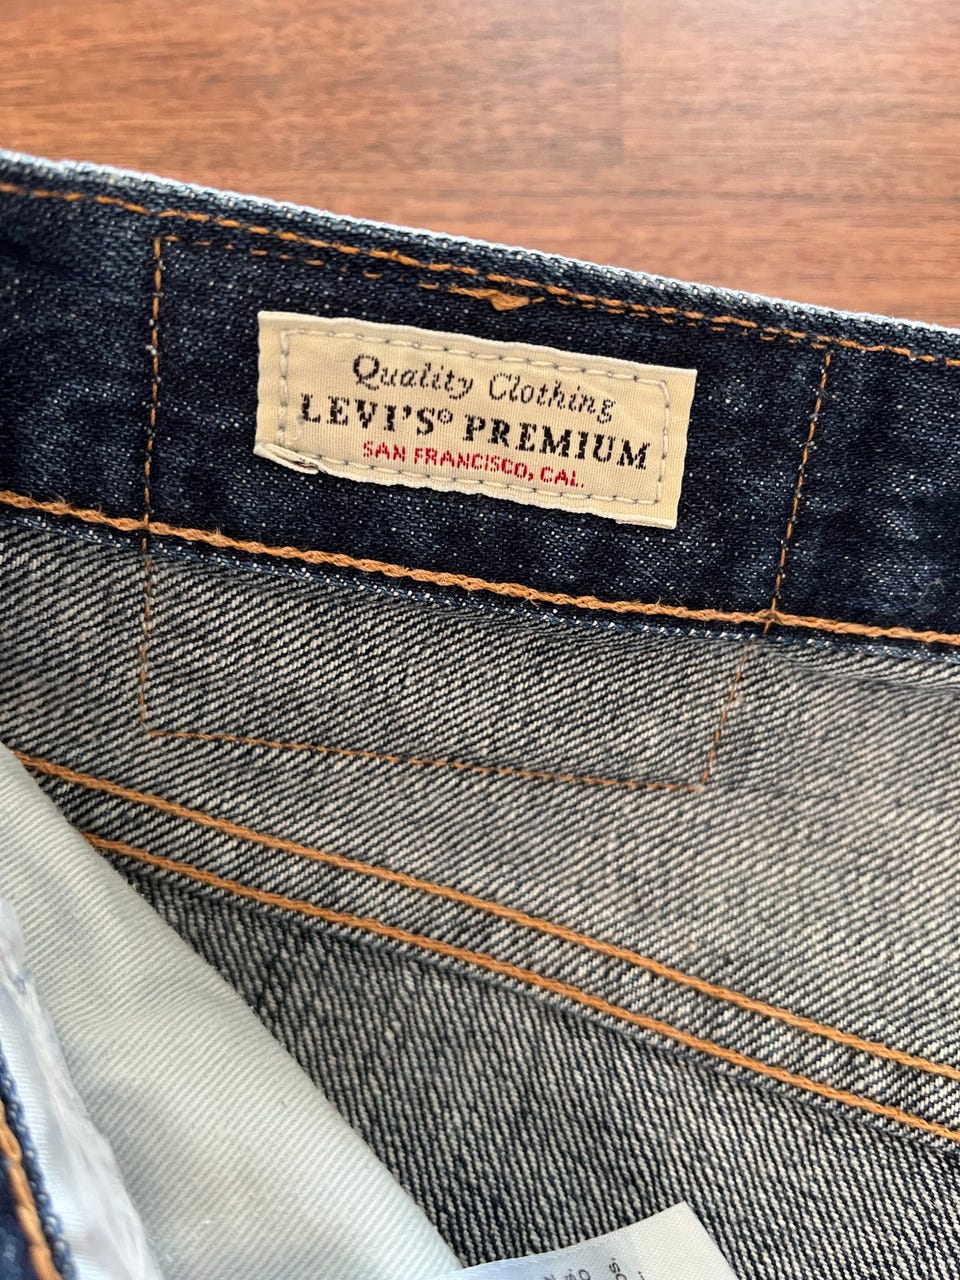 Quality Clothing
LEVI'S® PREMIUM
SAN FRANCISCO, CAL.